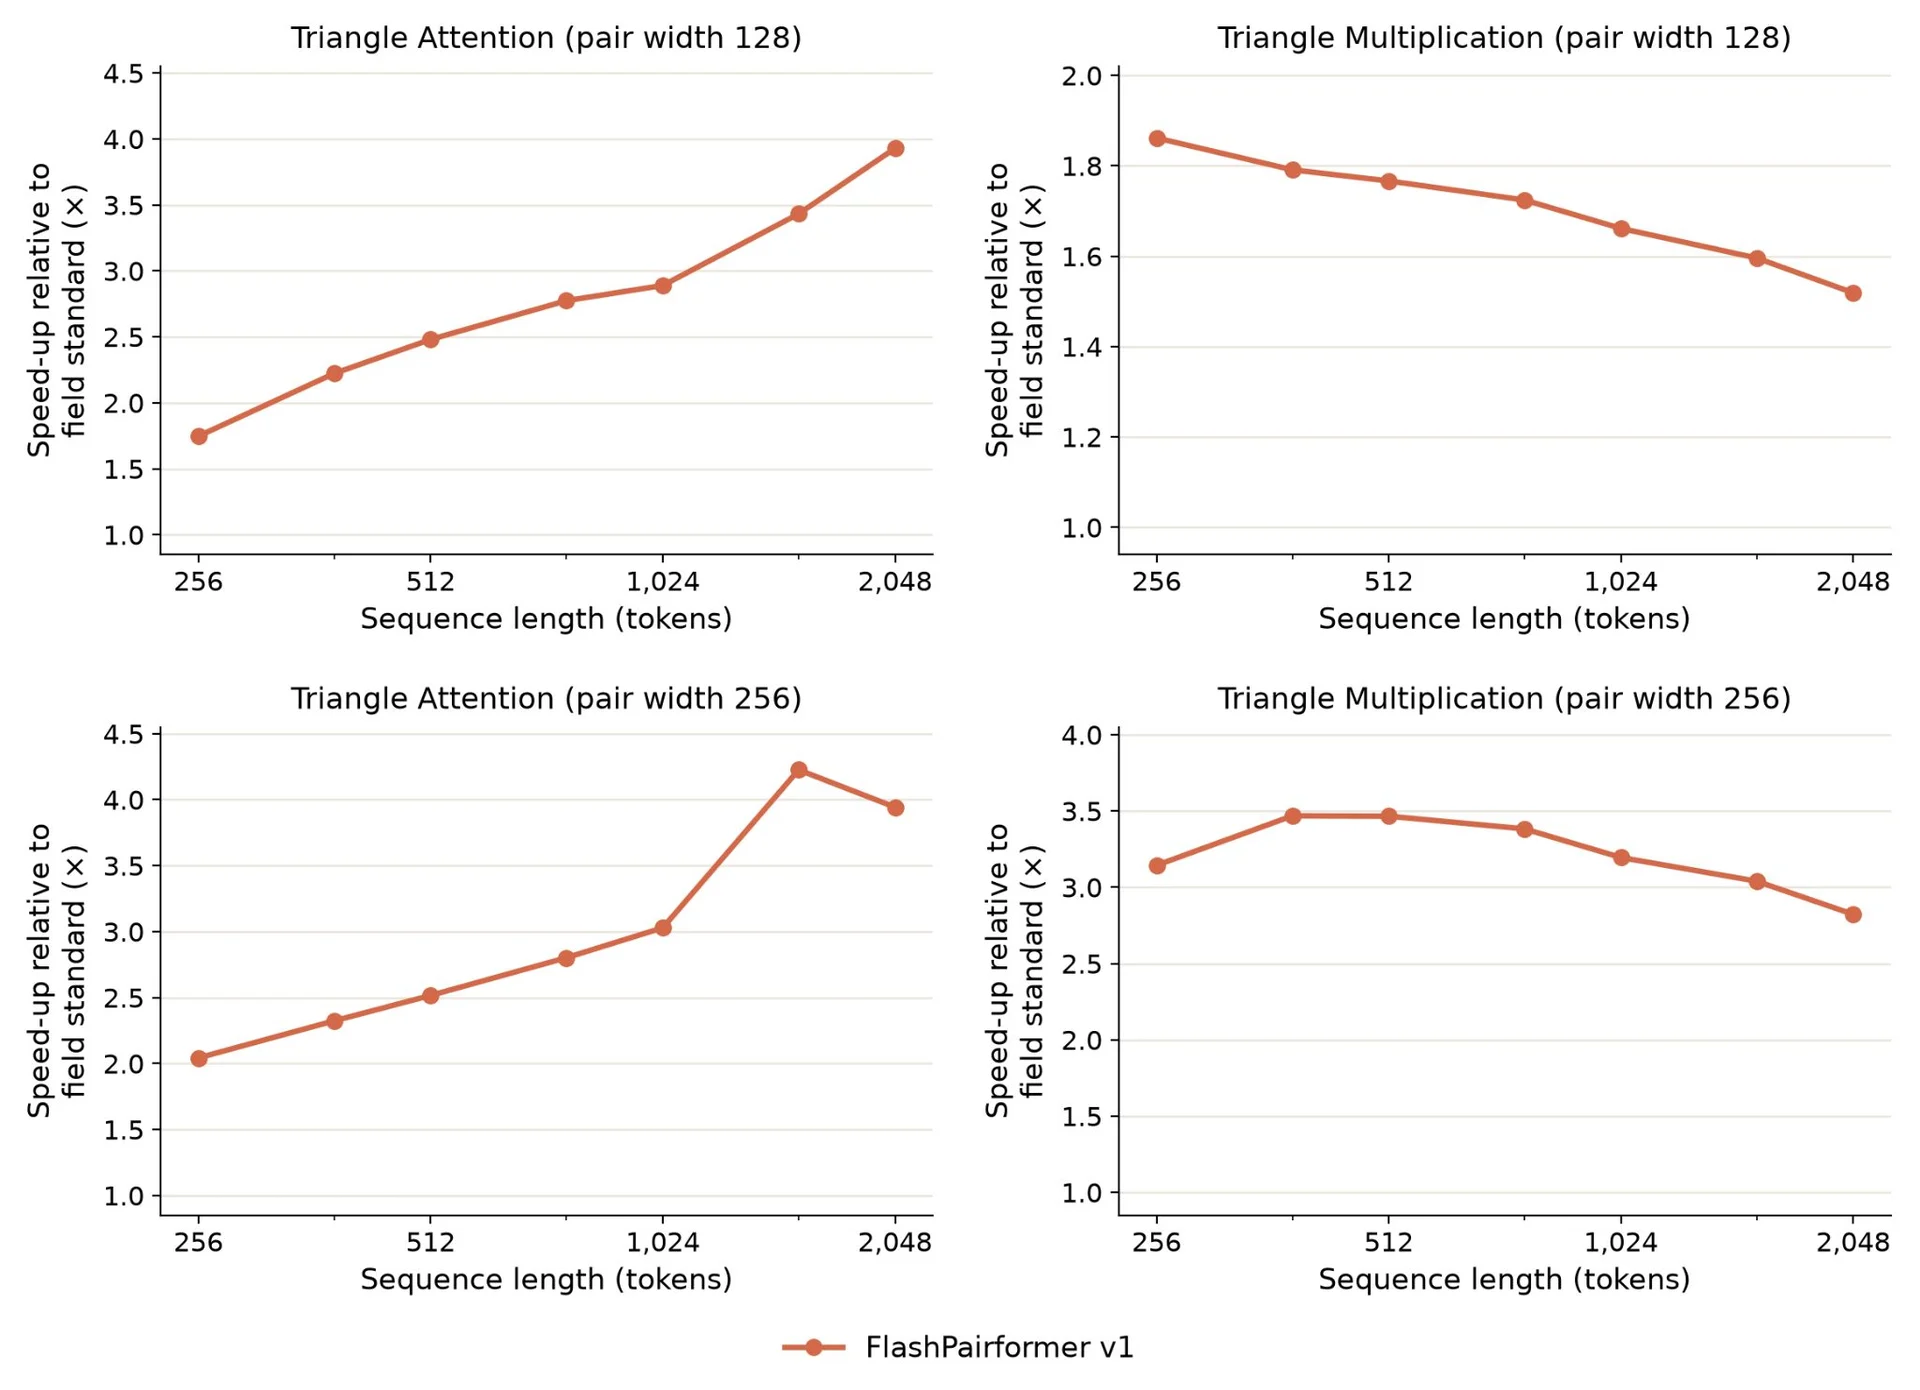 Triangle Attention (pair width 128)
Speed-up relative to
field standard (×)
4.5
4.0
3.5
3.0
2.5
2.0
1.5
1.0
256
512
1,024
2,048
Sequence length (tokens)
Triangle Multiplication (pair width 128)
Speed-up relative to
field standard (×)
2.0
1.8
1.6
1.4
1.2
1.0
256
512
1,024
2,048
Sequence length (tokens)
Triangle Attention (pair width 256)
Speed-up relative to
field standard (×)
4.5
4.0
3.5
3.0
2.5
2.0
1.5
1.0
256
512
1,024
2,048
Sequence length (tokens)
Triangle Multiplication (pair width 256)
Speed-up relative to
field standard (×)
4.0
3.5
3.0
2.5
2.0
1.5
1.0
256
512
1,024
2,048
Sequence length (tokens)
FlashPairformer v1